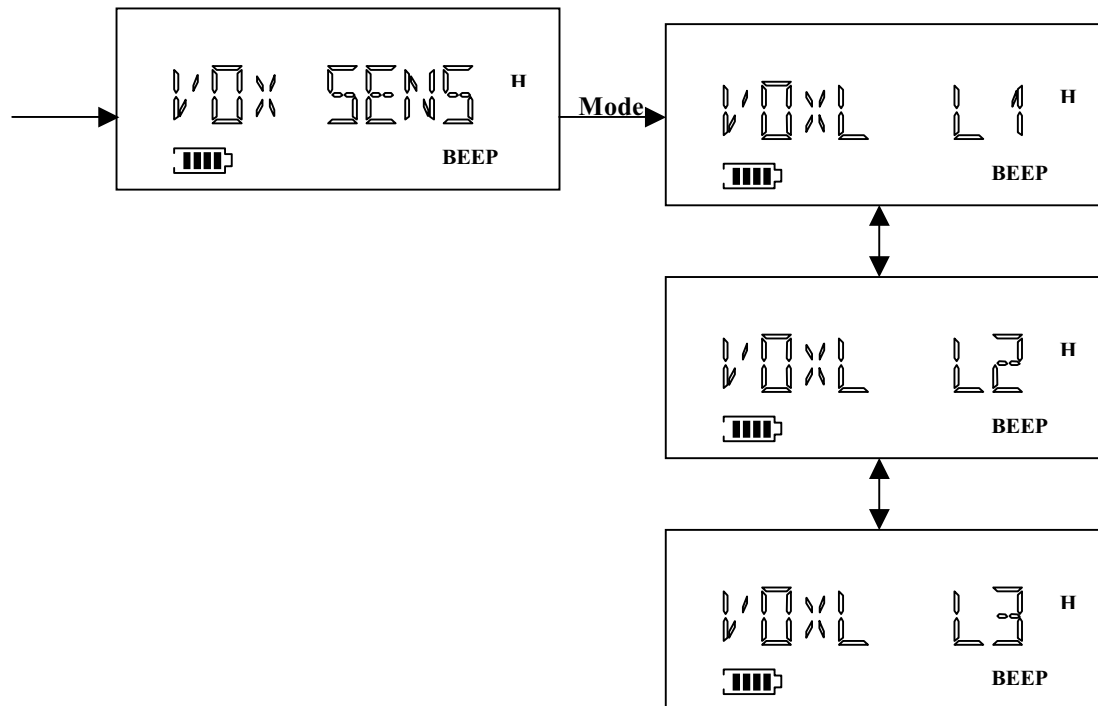 VOX SENS H
BEEP
Mode
VOXL L1 H
BEEP
VOXL L2 H
BEEP
VOXL L3 H
BEEP